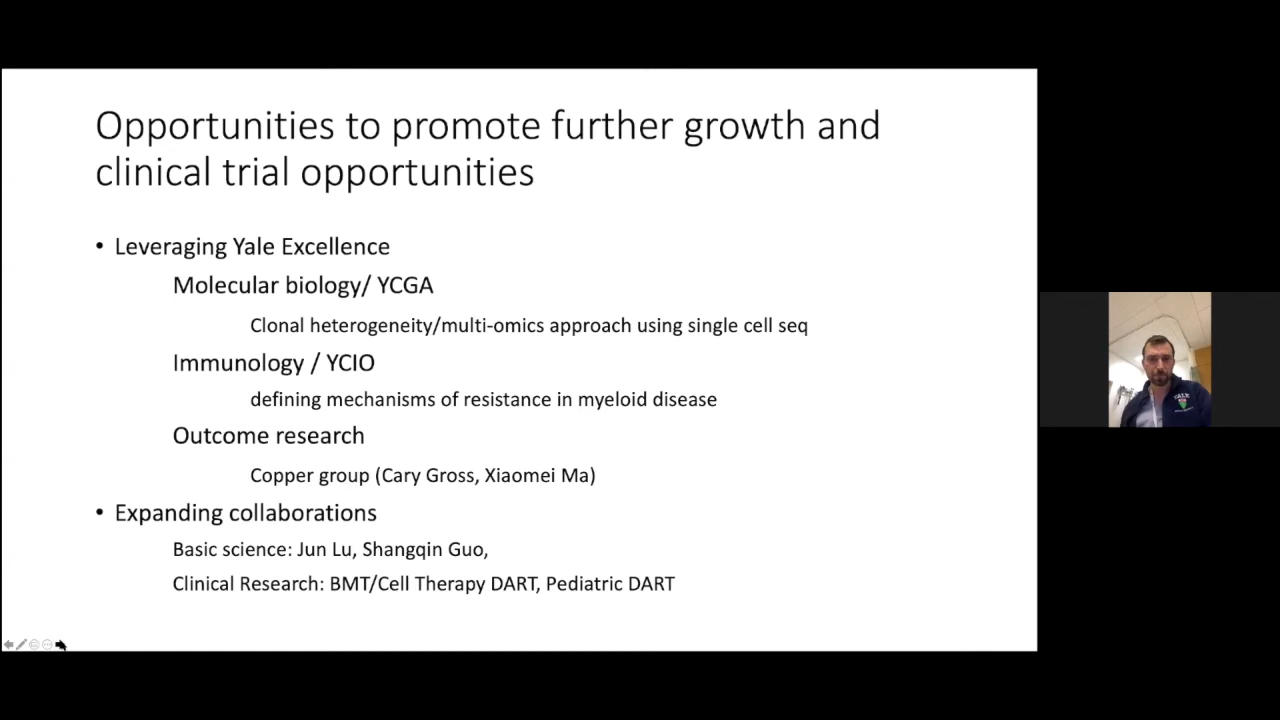 Opportunities to promote further growth and
clinical trial opportunities
• Leveraging Yale Excellence
Molecular biology/ YCGA
Clonal heterogeneity/multi-omics approach using single cell seq
Immunology / YCIO
defining mechanisms of resistance in myeloid disease
Outcome research
Copper group (Cary Gross, Xiaomei Ma)
• Expanding collaborations
Basic science: Jun Lu, Shangqin Guo,
Clinical Research: BMT/Cell Therapy DART, Pediatric DART
YALE